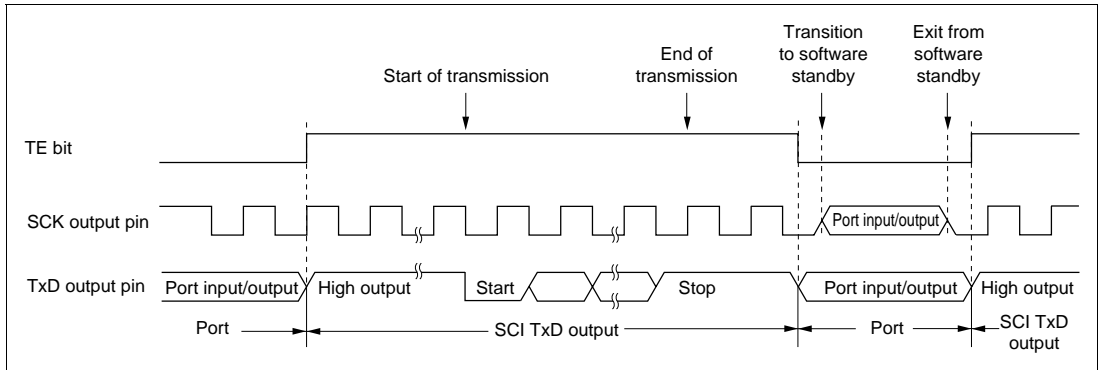 Transition
to software
standby
Exit from
software
standby
End of
transmission
Start of transmission
TE bit
SCK output pin
Port input/output
TxD output pin
Port input/output
High output
Start
Stop
Port input/output
High output
Port
SCI TxD output
Port
SCI TxD
output